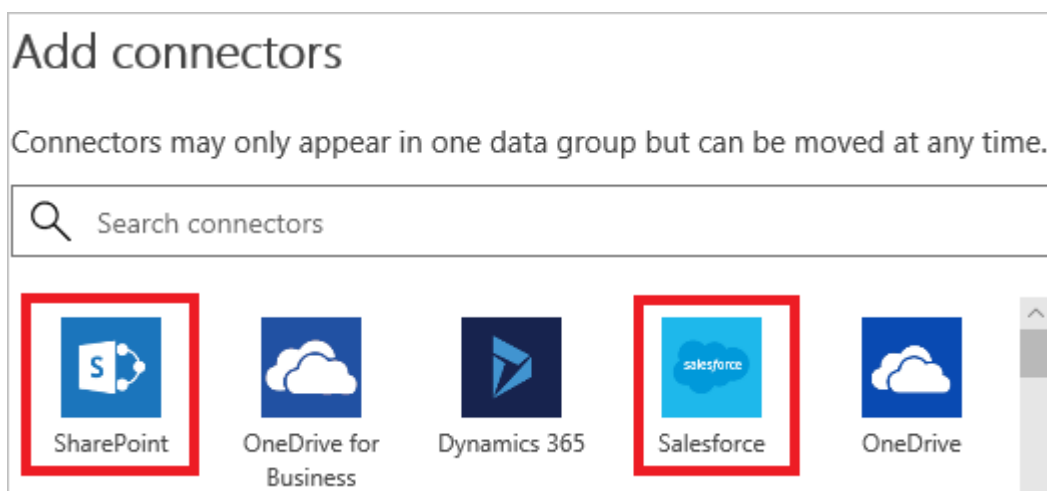 Add connectors
Connectors may only appear in one data group but can be moved at any time.
Search connectors
S
salesforce
SharePoint
OneDrive for
Business
Dynamics 365
Salesforce
OneDrive